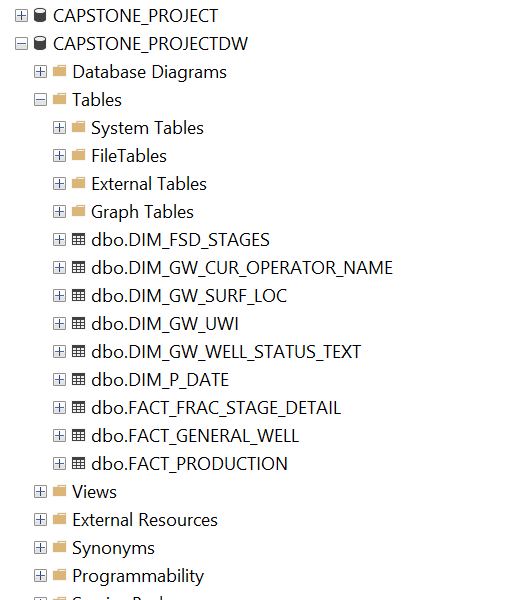 CAPSTONE_PROJECT
CAPSTONE_PROJECTDW
Database Diagrams
Tables
System Tables
FileTables
External Tables
Graph Tables
dbo.DIM_FSD_STAGES
dbo.DIM_GW_CUR_OPERATOR_NAME
dbo.DIM_GW_SURF_LOC
dbo.DIM_GW_UWI
dbo.DIM_GW_WELL_STATUS_TEXT
dbo.DIM_P_DATE
dbo.FACT_FRAC_STAGE_DETAIL
dbo.FACT_GENERAL_WELL
dbo.FACT_PRODUCTION
Views
External Resources
Synonyms
Programmability